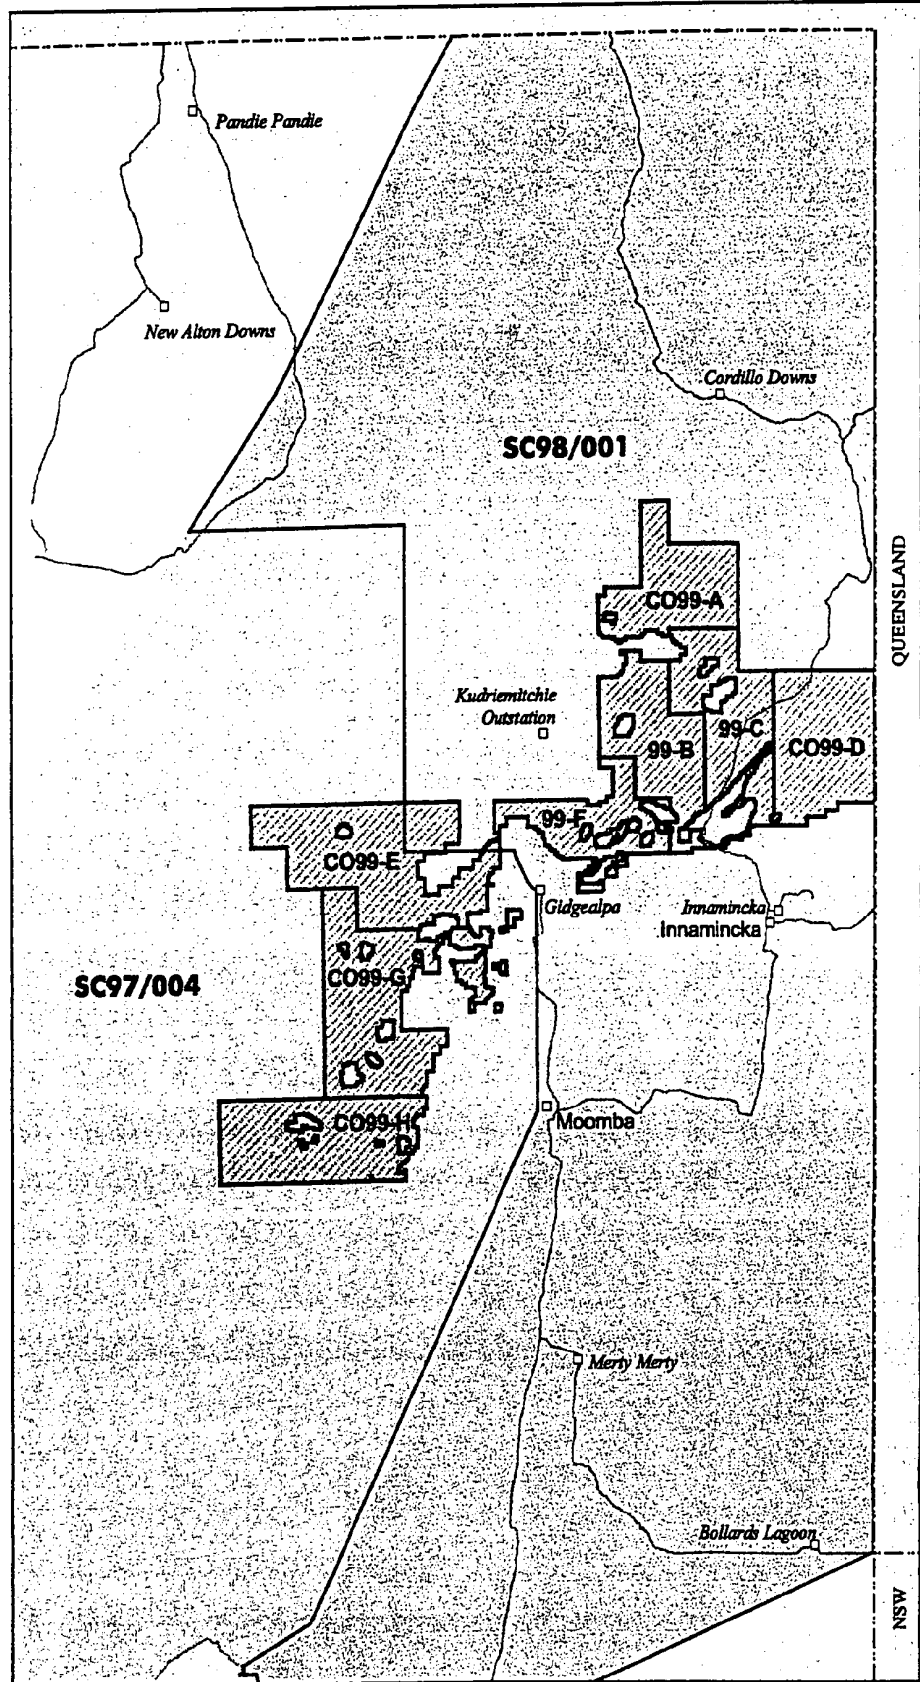 Pandie Pandie
New Alton Downs
Cordillo Downs
SC98/001
QUEENSLAND
CO99-A
Kudriemitchie
Outstation
99-B
99-C
CO99-D
99-F
CO99-E
Gidgealpa
Innamincka
Innamincka
CO99-G
SC97/004
Moomba
CO99-H
Merty Merty
Bollards Lagoon
NSW